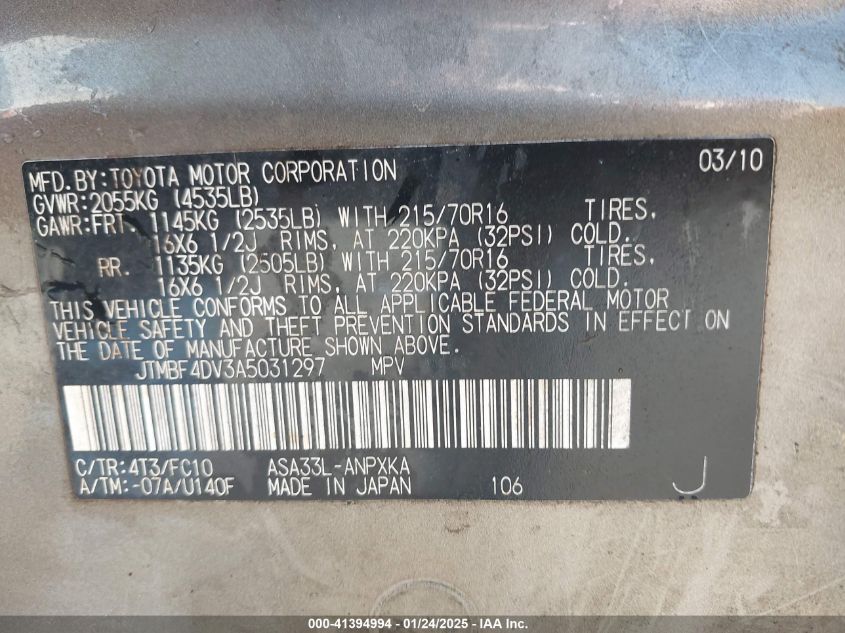 MFD.BY:TOYOTA MOTOR CORPORATION 03/10
GVWR:2055KG (4535LB)
GAWR:FRT. 1145KG (2535LB) WITH 215/70R16 TIRES,
16X6 1/2J RIMS, AT 220KPA (32PSI) COLD.
RR. 1135KG (2505LB) WITH 215/70R16 TIRES,
16X6 1/2J RIMS, AT 220KPA (32PSI) COLD.
THIS VEHICLE CONFORMS TO ALL APPLICABLE FEDERAL MOTOR
VEHICLE SAFETY AND THEFT PREVENTION STANDARDS IN EFFECT ON
THE DATE OF MANUFACTURE SHOWN ABOVE.
JTMBF4DV3A5031297 MPV
C/TR:4T3/FC10 ASA33L-ANPXKA
A/TM:-07A/U140F MADE IN JAPAN 106 J
000-41394994 - 01/24/2025 - IAA Inc.